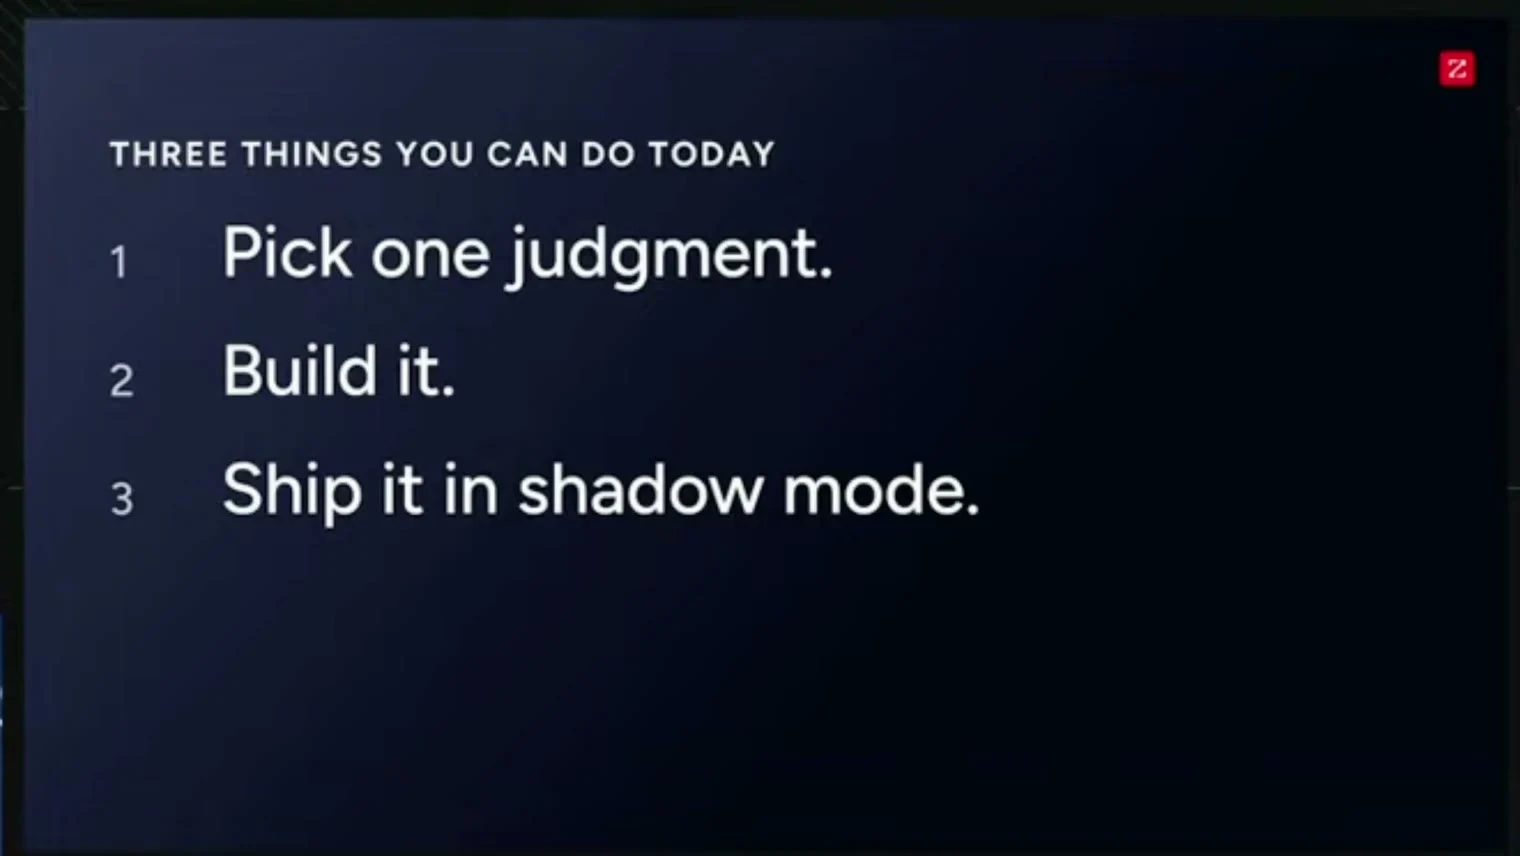 Z
THREE THINGS YOU CAN DO TODAY
1 Pick one judgment.
2 Build it.
3 Ship it in shadow mode.